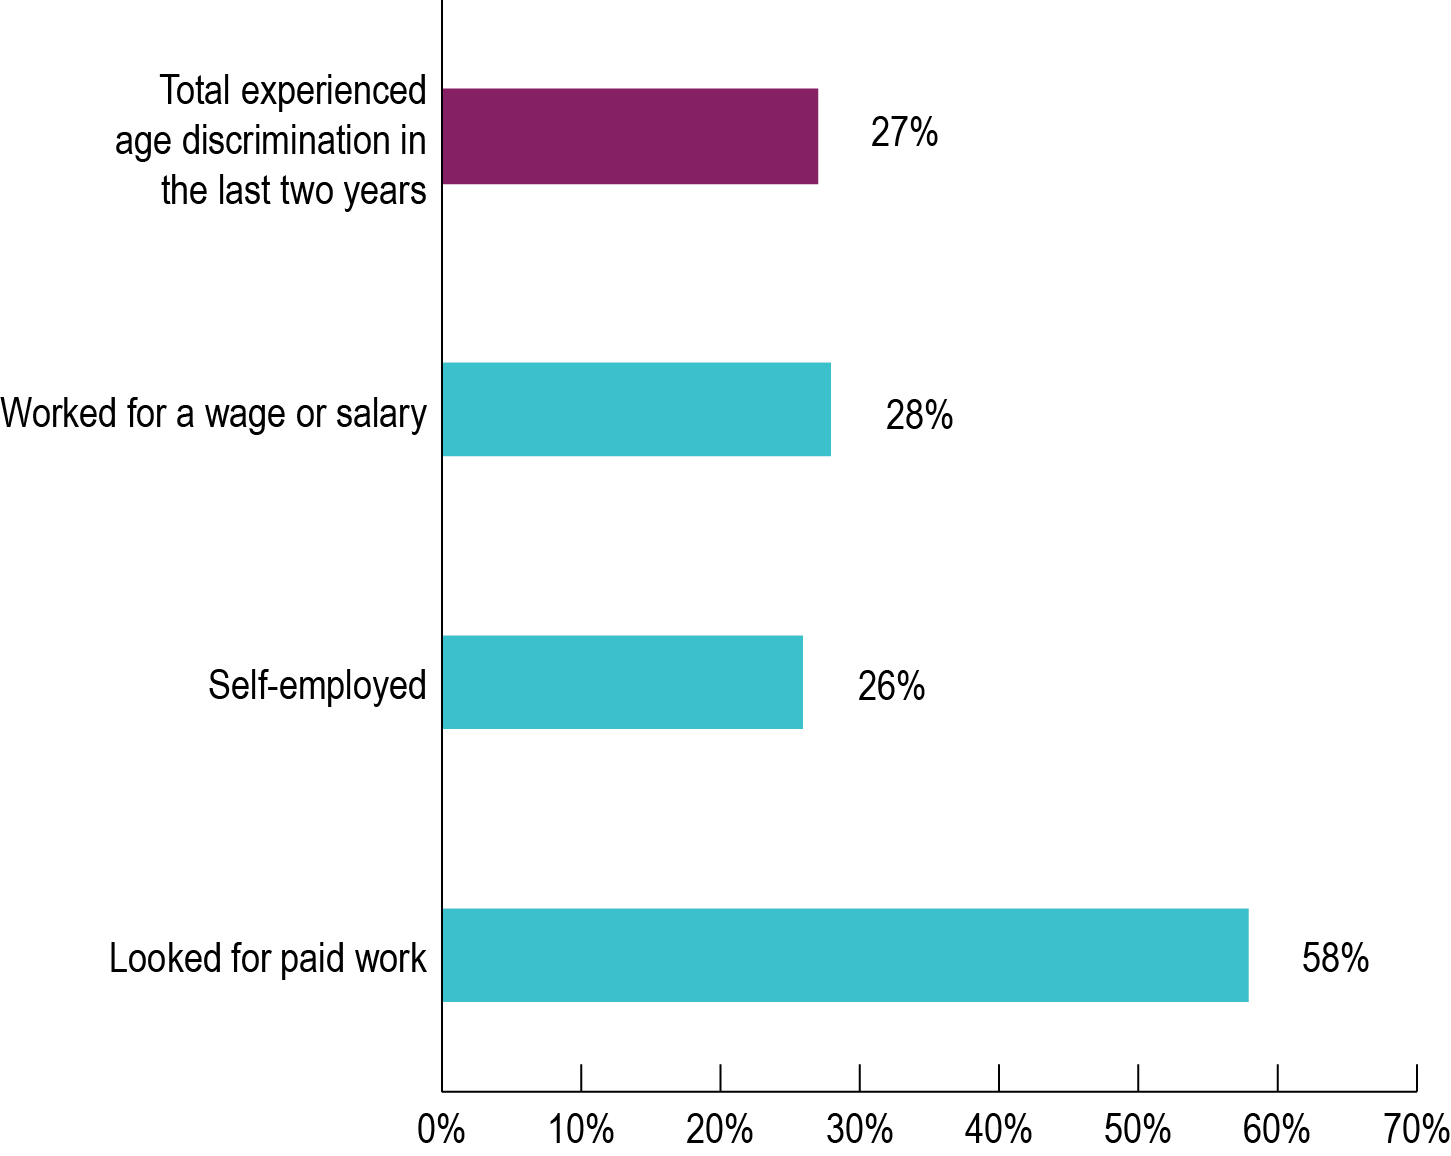 Total experienced
age discrimination in
the last two years
27%
Worked for a wage or salary
28%
Self-employed
26%
Looked for paid work
58%
0%
10%
20%
30%
40%
50%
60%
70%